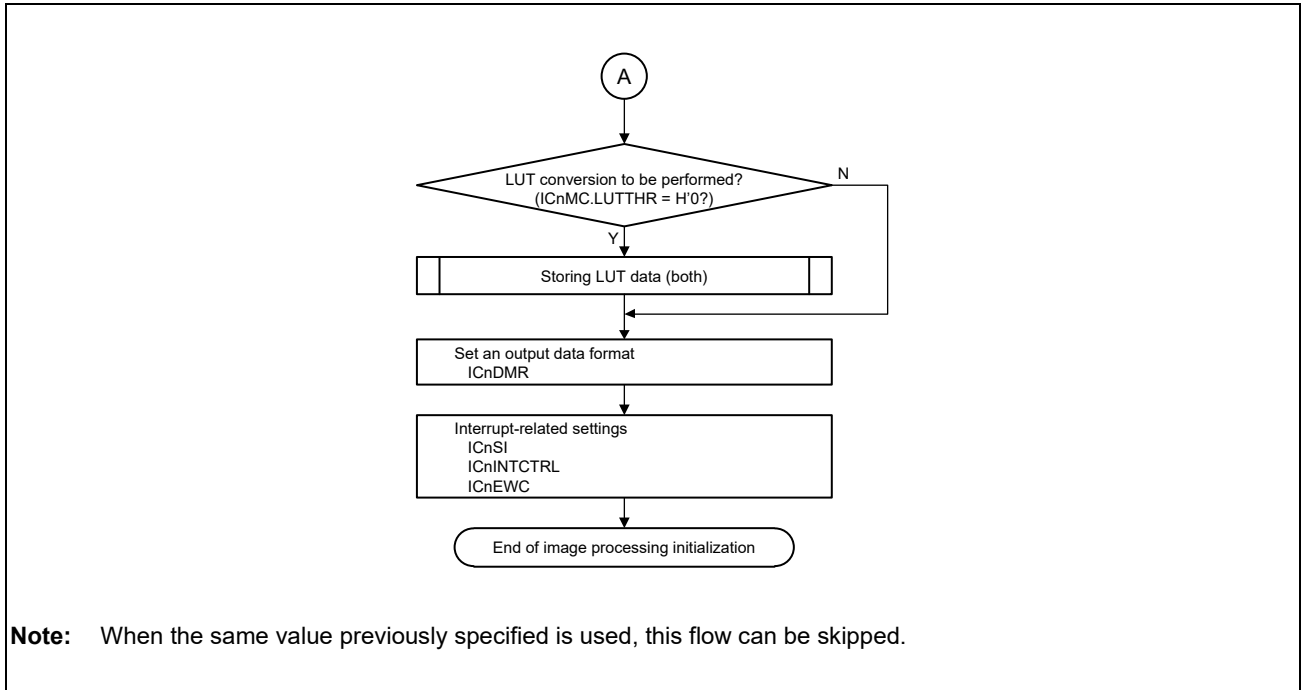 A
LUT conversion to be performed?
(ICnMC.LUTTHR = H'0?)
N
Y
Storing LUT data (both)
Set an output data format
ICnDMR
Interrupt-related settings
ICnSI
ICnINTCTRL
ICnEWC
End of image processing initialization
Note: When the same value previously specified is used, this flow can be skipped.